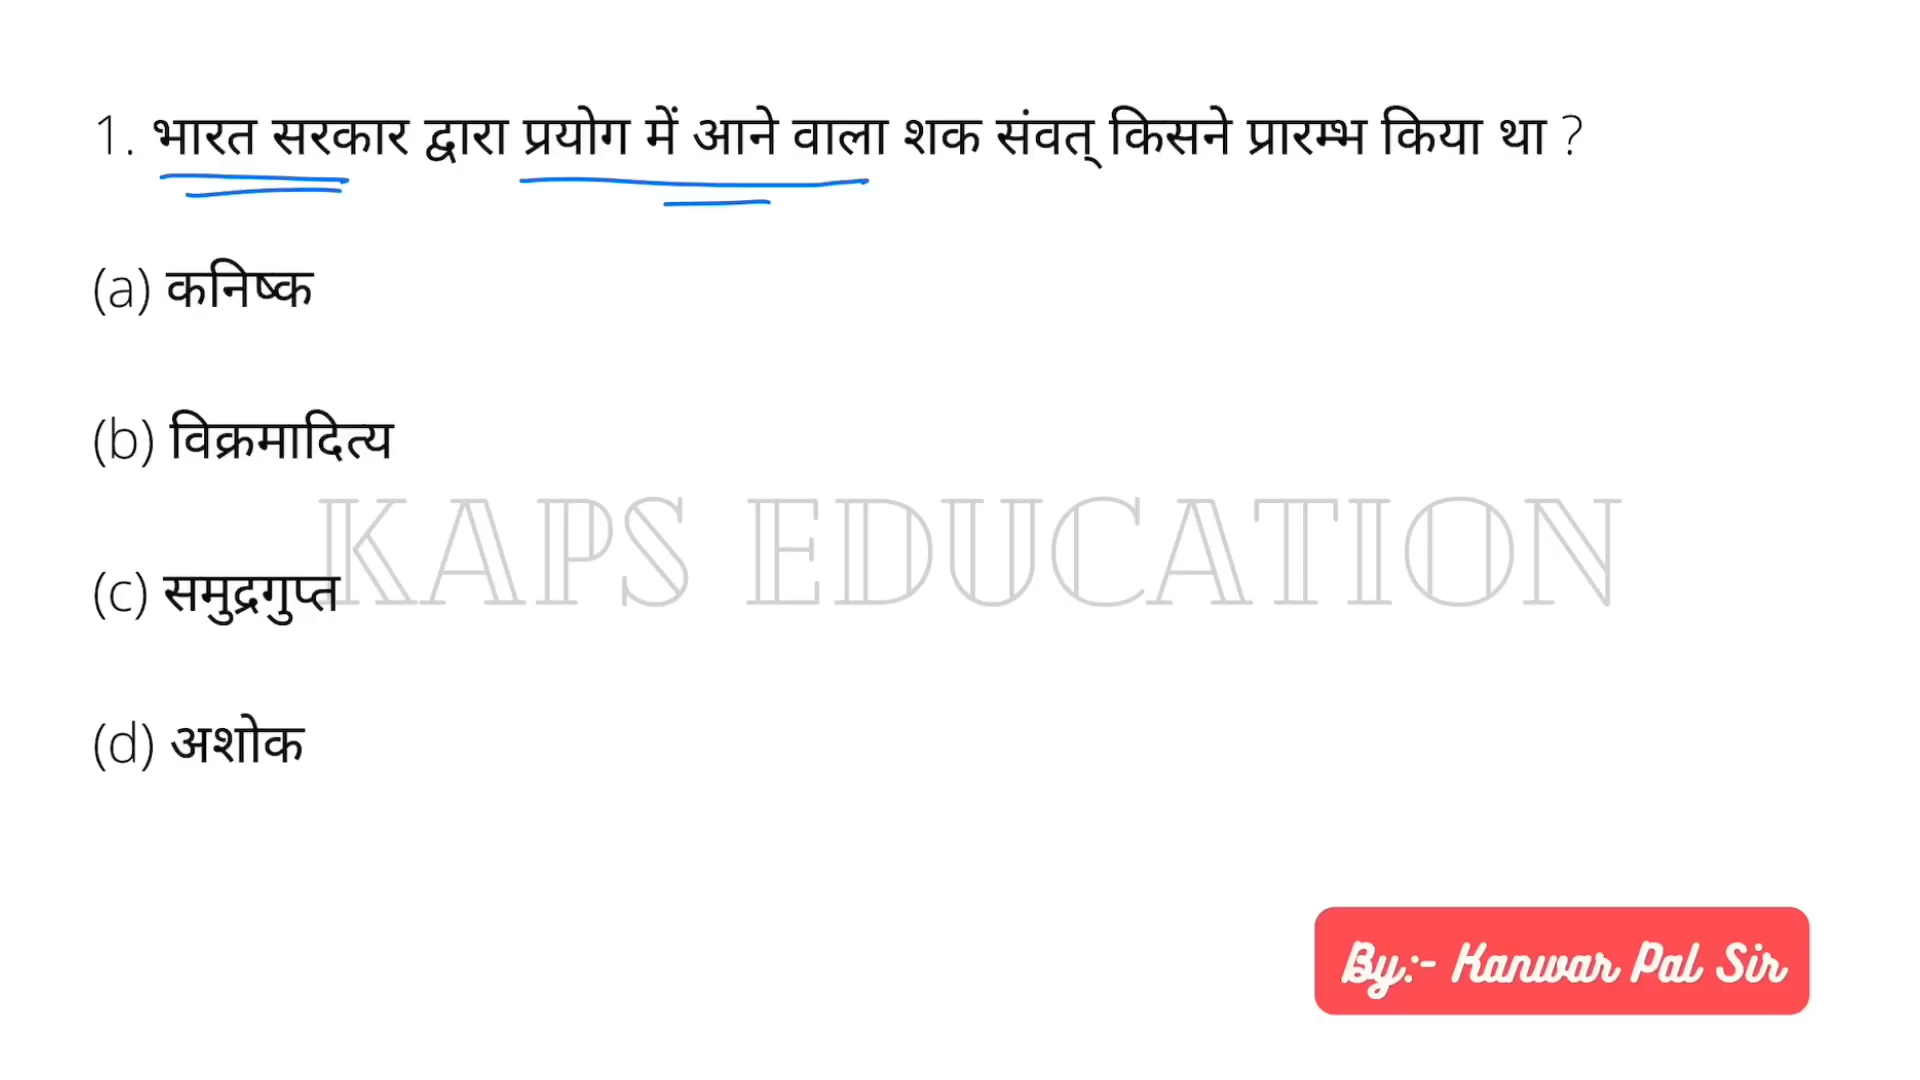 1. भारत सरकार द्वारा प्रयोग में आने वाला शक संवत् किसने प्रारम्भ किया था ?
(a) कनिष्क
(b) विक्रमादित्य
KAPS EDUCATION
(c) समुद्रगुप्त
(d) अशोक
By:- Kanwar Pal Sir